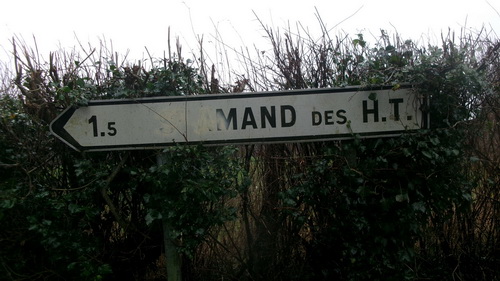 1.5 MAND DES H.T.